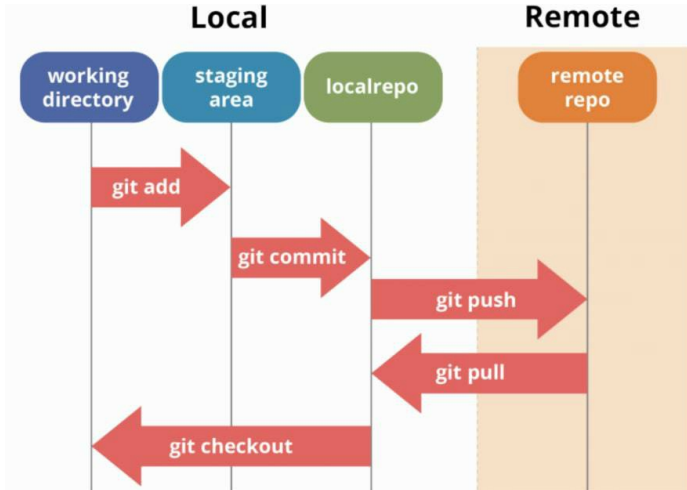 Local
Remote
working
directory
staging
area
localrepo
remote
repo
git add
git commit
git push
git pull
git checkout